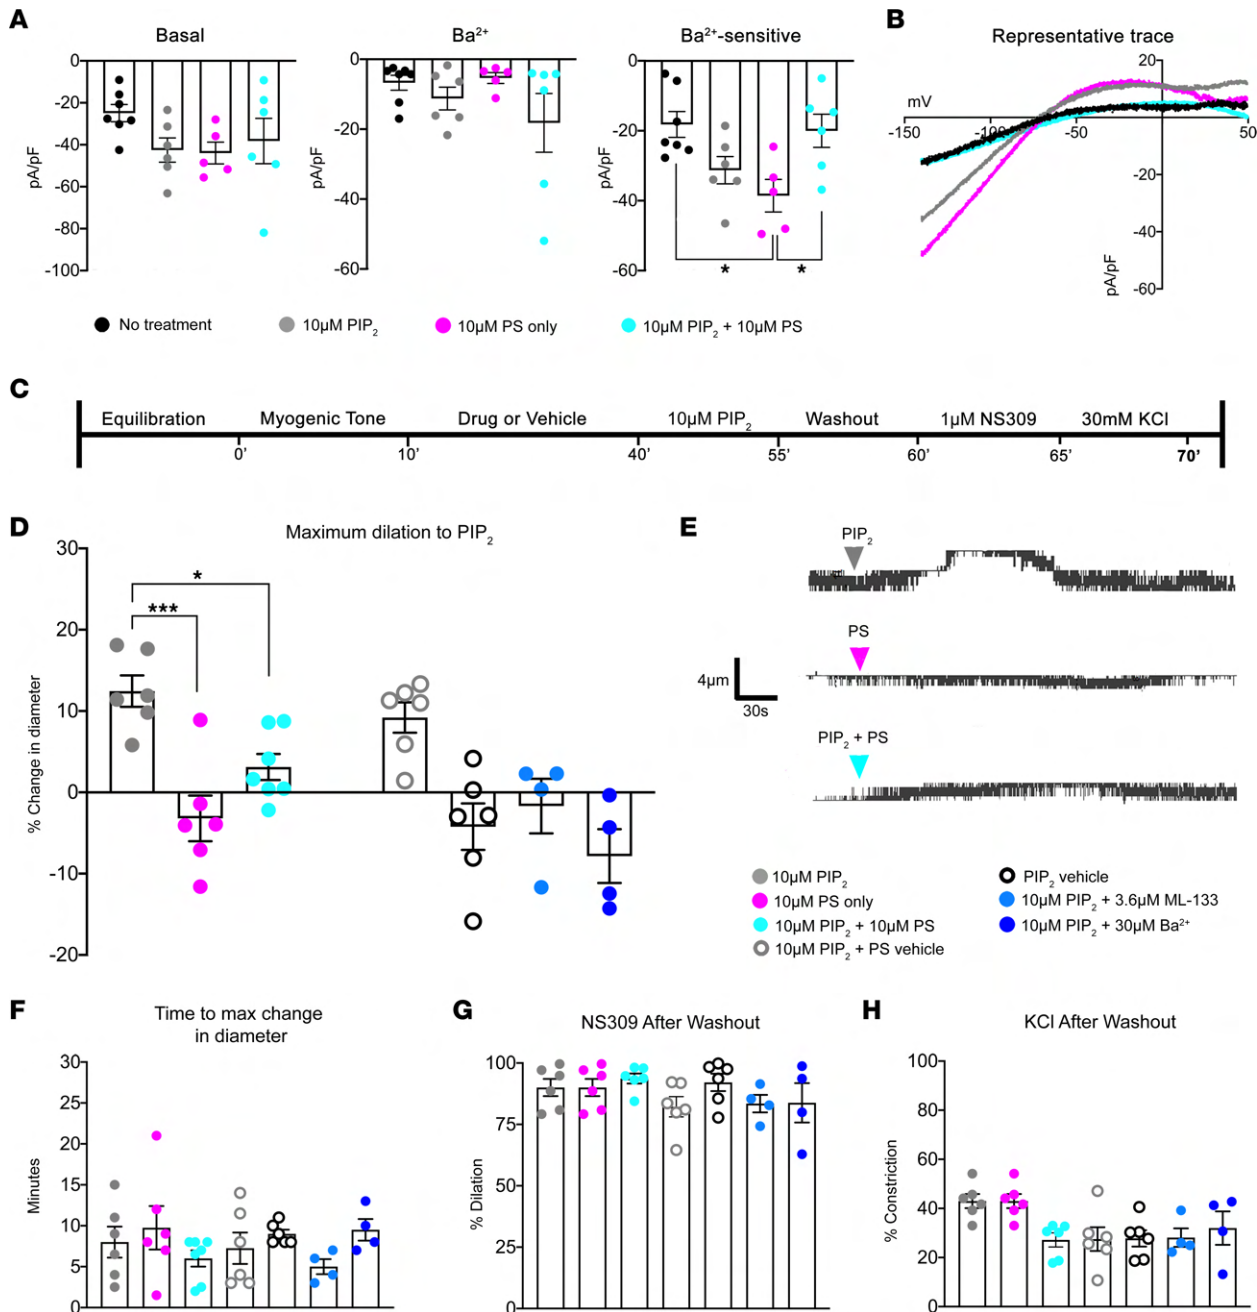 A
Basal
Ba²⁺
Ba²⁺-sensitive
0
-20
-40
-60
-80
-100
pA/pF
0
-20
-40
-60
pA/pF
0
-20
-40
-60
pA/pF
*
*
B
Representative trace
20
mV
-150
-100
-50
50
-20
-40
-60
pA/pF
No treatment
10µM PIP₂
10µM PS only
10µM PIP₂ + 10µM PS
C
Equilibration
Myogenic Tone
Drug or Vehicle
10µM PIP₂
Washout
1µM NS309
30mM KCl
0'
10'
40'
55'
60'
65'
70'
D
Maximum dilation to PIP₂
30
20
10
0
-10
-20
% Change in diameter
*
***
E
PIP₂
PS
4µm
30s
PIP₂ + PS
10µM PIP₂
10µM PS only
10µM PIP₂ + 10µM PS
10µM PIP₂ + PS vehicle
PIP₂ vehicle
10µM PIP₂ + 3.6µM ML-133
10µM PIP₂ + 30µM Ba²⁺
F
Time to max change
in diameter
30
25
20
15
10
5
0
Minutes
G
NS309 After Washout
100
75
50
25
0
% Dilation
H
KCl After Washout
100
80
60
40
20
0
% Constriction